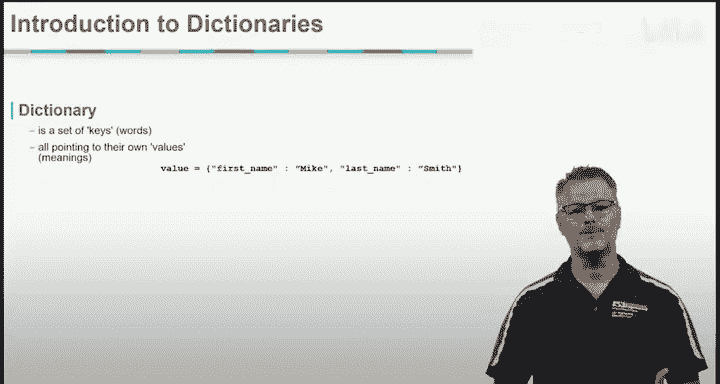 Introduction to Dictionaries
Dictionary
– is a set of 'keys' (words)
– all pointing to their own 'values'
(meanings)
value = {"first_name" : "Mike", "last_name" : "Smith"}